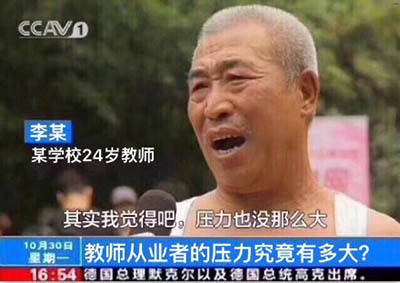 CCAV1
李某
某学校24岁教师
其实我觉得吧，压力也没那么大
10月30日
星期一
教师从业者的压力究竟有多大?
16:54
德国总理默克尔以及德国总统高克出席。